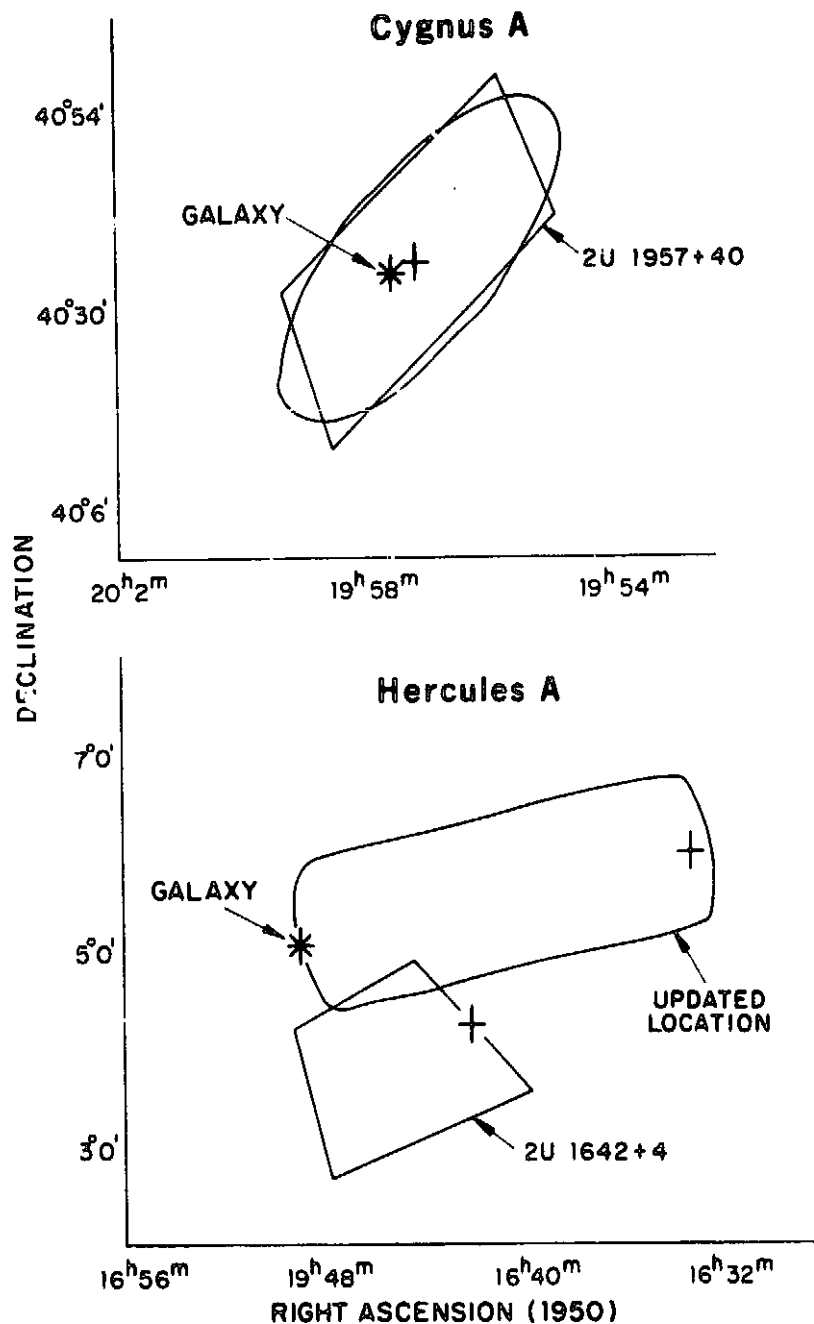 Cygnus A
40°54'
GALAXY
2U 1957+40
40°30'
40°6'
20ʰ2ᵐ
19ʰ58ᵐ
19ʰ54ᵐ
DECLINATION
Hercules A
7°0'
GALAXY
5°0'
UPDATED
LOCATION
3°0'
2U 1642+4
16ʰ56ᵐ
19ʰ48ᵐ
16ʰ40ᵐ
16ʰ32ᵐ
RIGHT ASCENSION (1950)